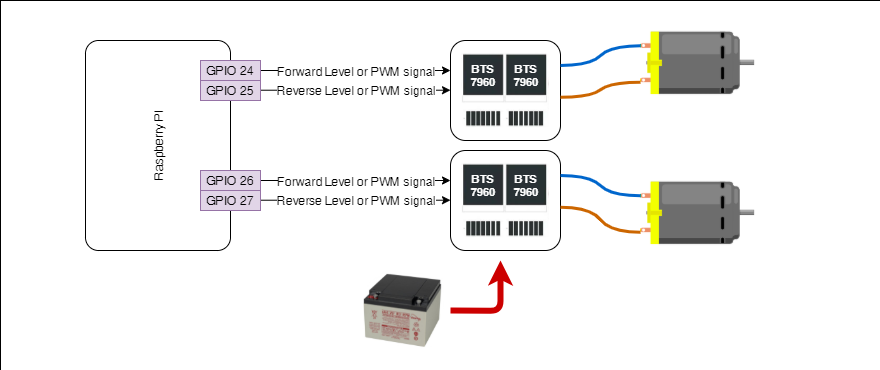 Raspberry PI
GPIO 24
Forward Level or PWM signal
GPIO 25
Reverse Level or PWM signal
BTS
7960
BTS
7960
GPIO 26
Forward Level or PWM signal
GPIO 27
Reverse Level or PWM signal
BTS
7960
BTS
7960